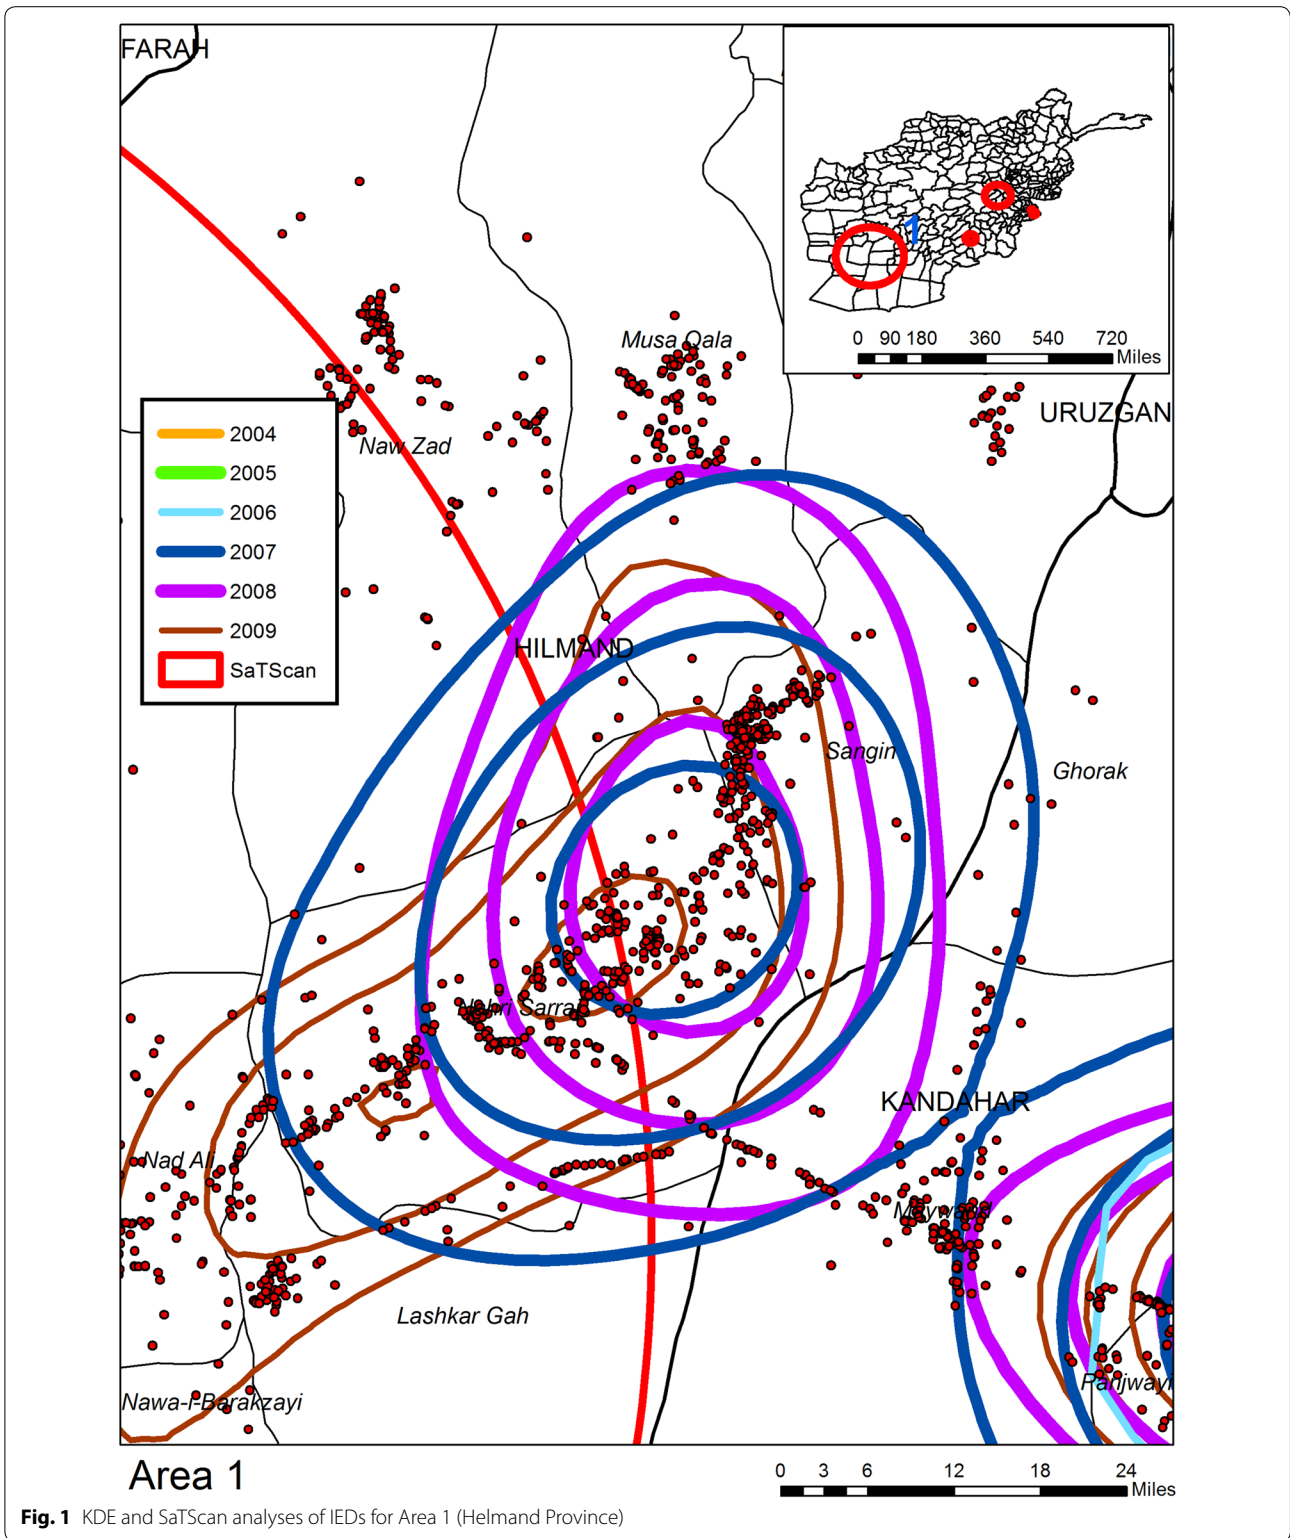 FARAH
1
0 90 180 360 540 720
Miles
Musa Qala
URUZGAN
Naw Zad
2004
2005
2006
2007
2008
2009
SaTScan
HILMAND
Sangin
Ghorak
Nahri Sarraj
KANDAHAR
Nad Ali
Maywand
Lashkar Gah
Panjwayi
Nawa-I-Barakzayi
Area 1
0 3 6 12 18 24
Miles
Fig. 1 KDE and SaTScan analyses of IEDs for Area 1 (Helmand Province)